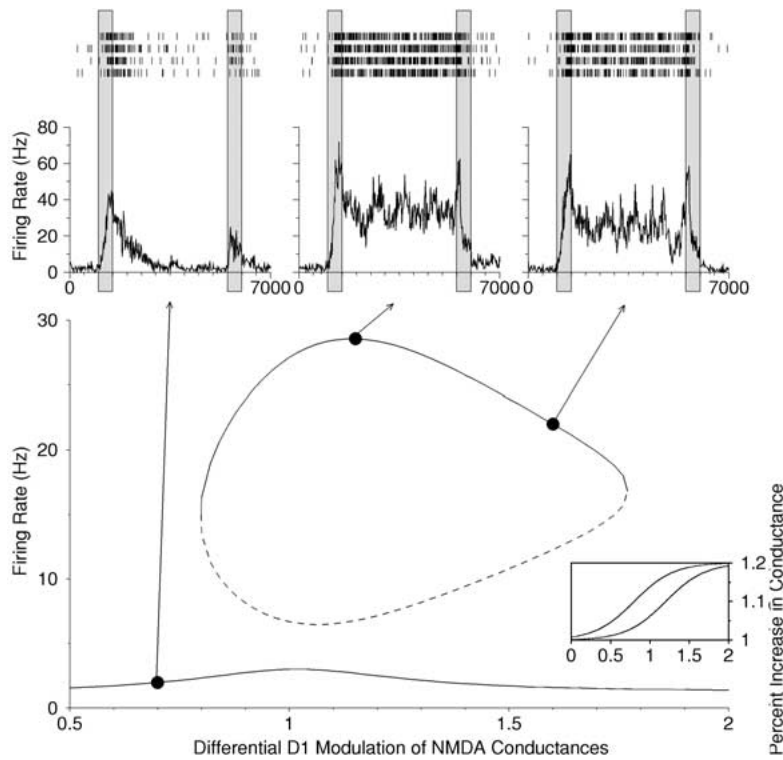 Firing Rate (Hz)
80
60
40
20
0
0 7000
0 7000
0 7000
Firing Rate (Hz)
30
20
10
0
0.5 1 1.5 2
Differential D1 Modulation of NMDA Conductances
1.2
1.1
1
0 0.5 1 1.5 2
Percent Increase in Conductance